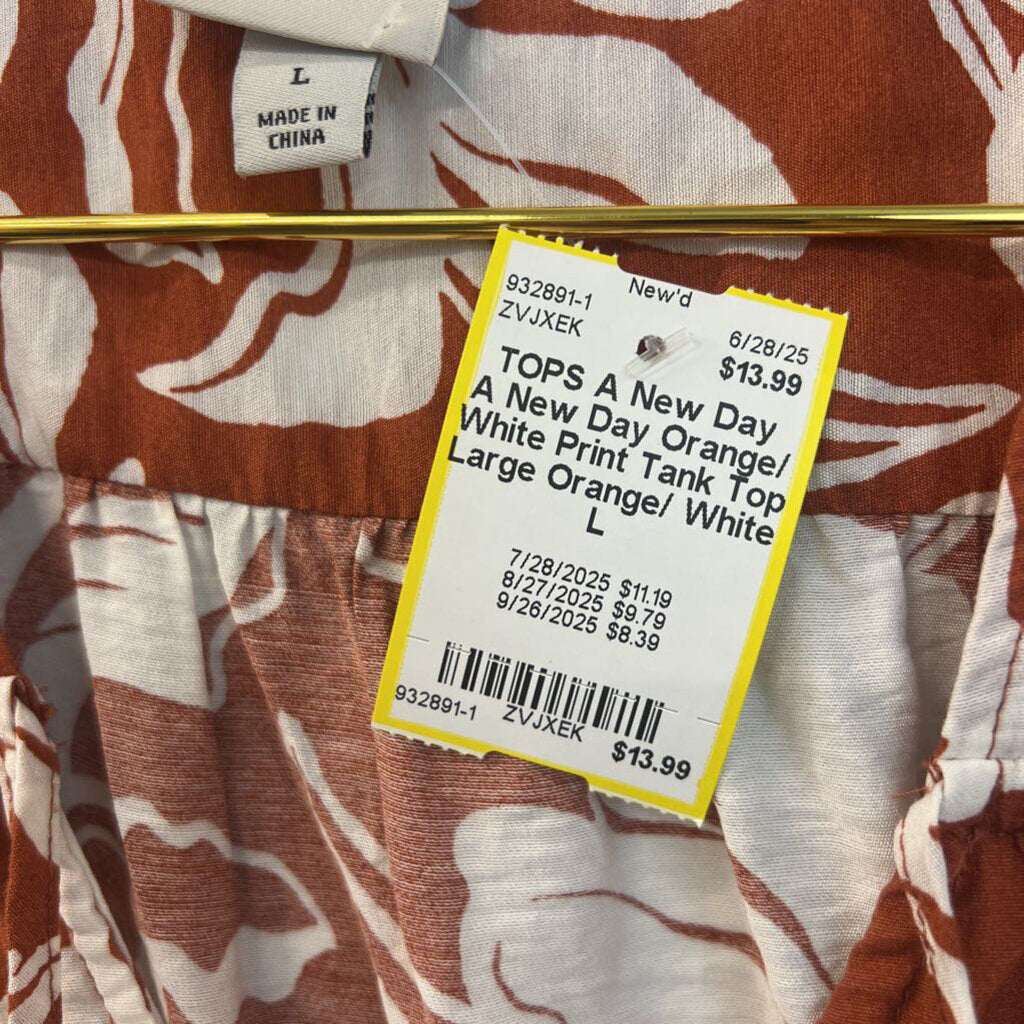 L
MADE IN
CHINA
932891-1
ZVJXEK
New'd
6/28/25
$13.99
TOPS A New Day
A New Day Orange/
White Print Tank Top
Large Orange/ White
L
7/28/2025 $11.19
8/27/2025 $9.79
9/26/2025 $8.39
932891-1 ZVJXEK
$13.99